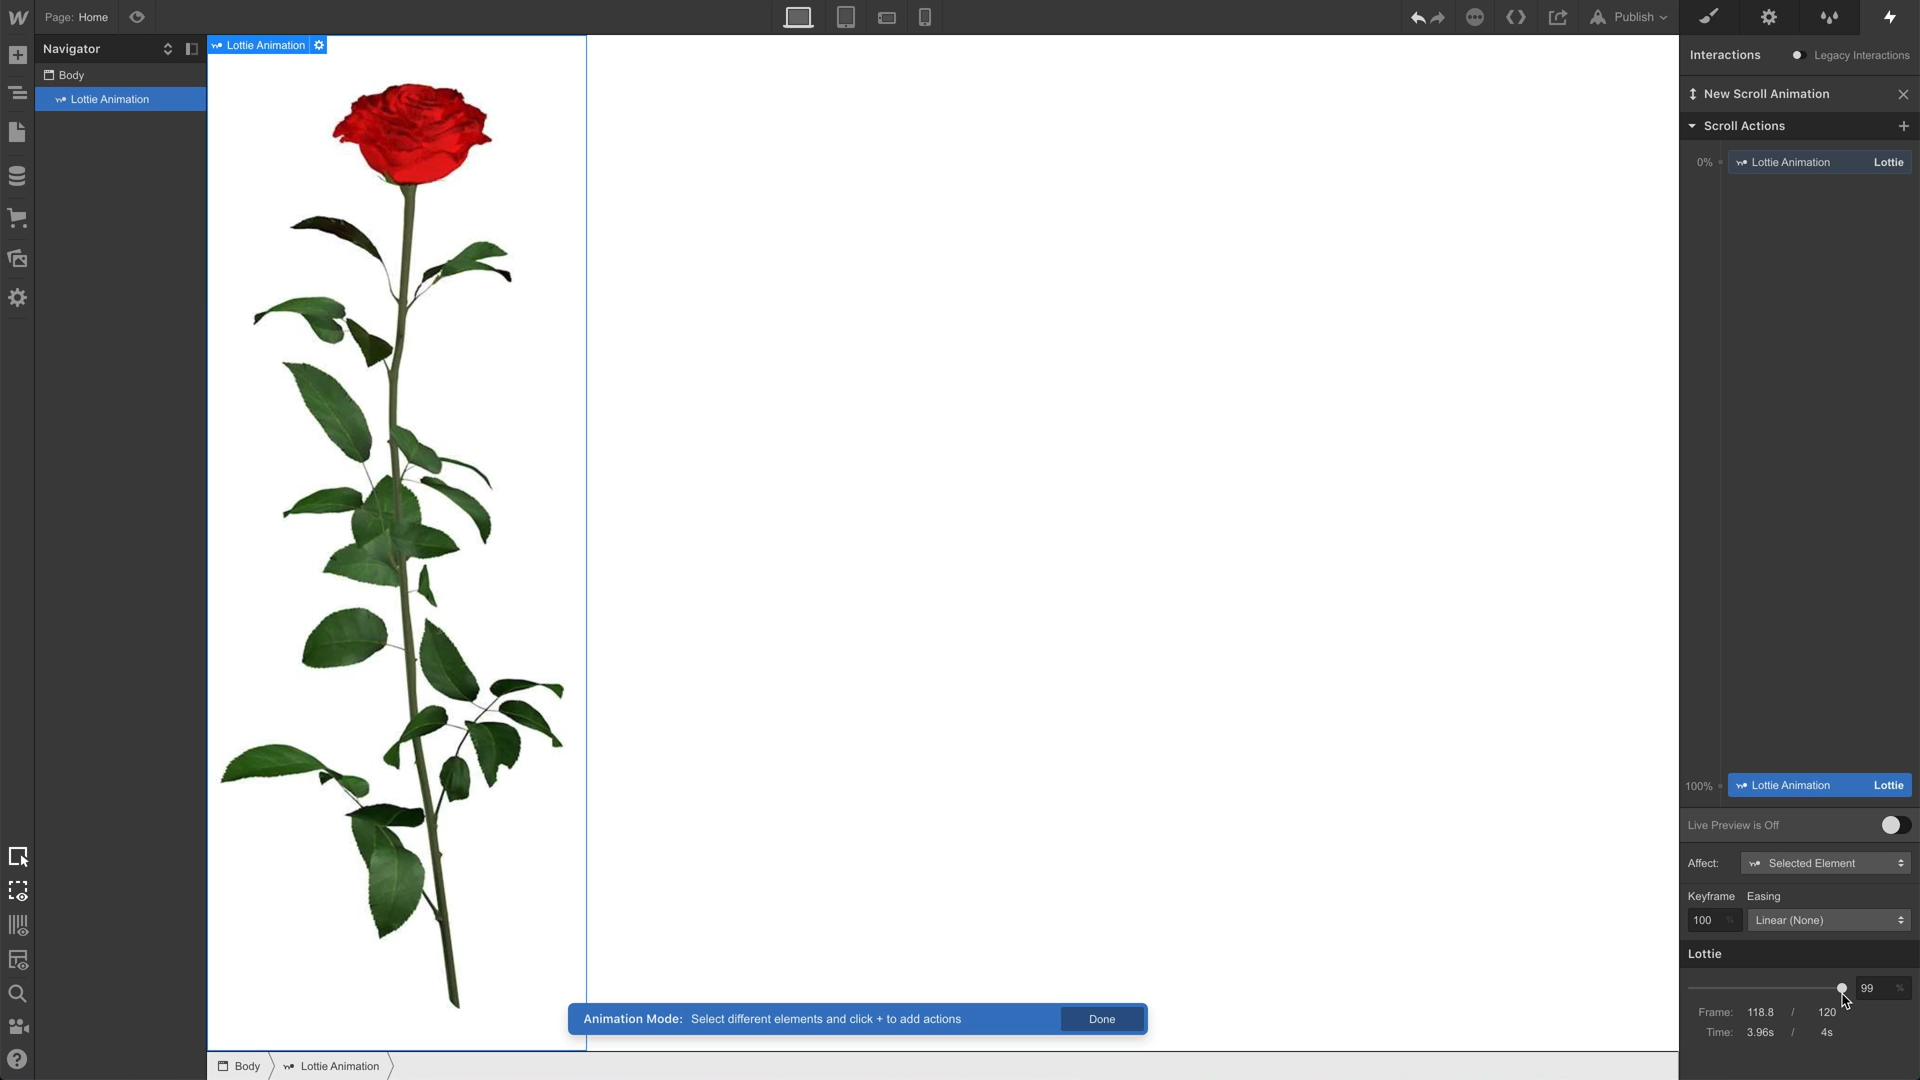 Page: Home
Publish
Navigator
Lottie Animation
Interactions
Legacy Interactions
Body
New Scroll Animation
Lottie Animation
Scroll Actions
0%
Lottie Animation
Lottie
100%
Lottie Animation
Lottie
Live Preview is Off
Affect:
Selected Element
Keyframe
Easing
100 %
Linear (None)
Lottie
99 %
Frame: 118.8 / 120
Time: 3.96s / 4s
Animation Mode: Select different elements and click + to add actions
Done
Body
Lottie Animation